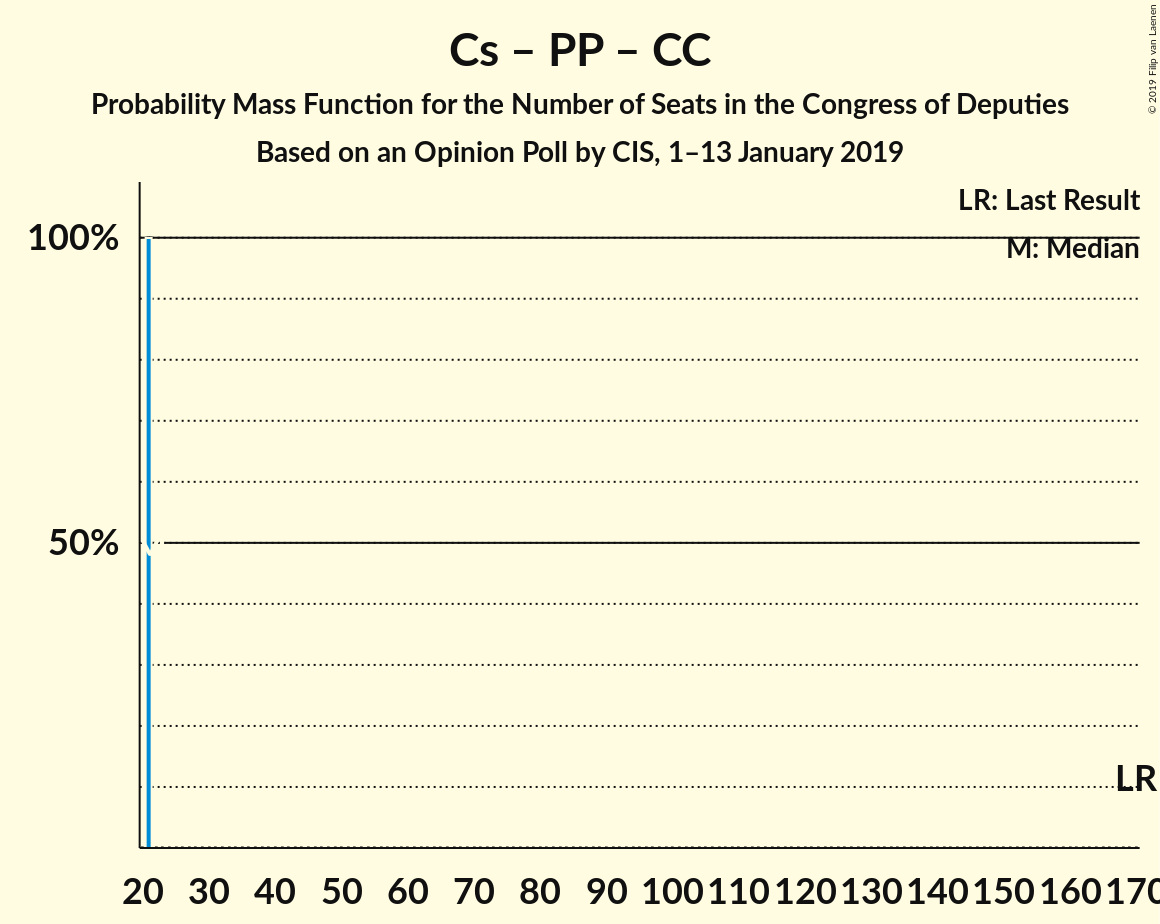 Cs – PP – CC
Probability Mass Function for the Number of Seats in the Congress of Deputies
Based on an Opinion Poll by CIS, 1–13 January 2019
© 2019 Filip van Laenen
LR: Last Result
M: Median
100%
50%
M
LR
20 30 40 50 60 70 80 90 100 110 120 130 140 150 160 170